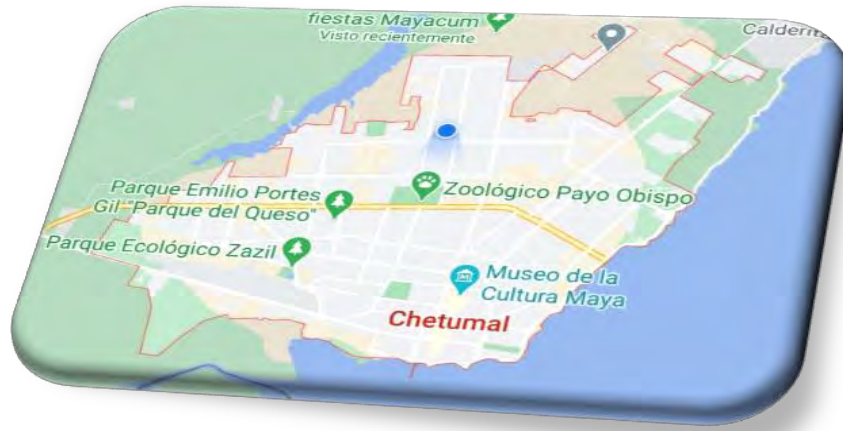 fiestas Mayacum
Visto recientemente
Calderita
Parque Emilio Portes
Gil "Parque del Queso"
Zoológico Payo Obispo
Parque Ecológico Zazil
Museo de la
Cultura Maya
Chetumal